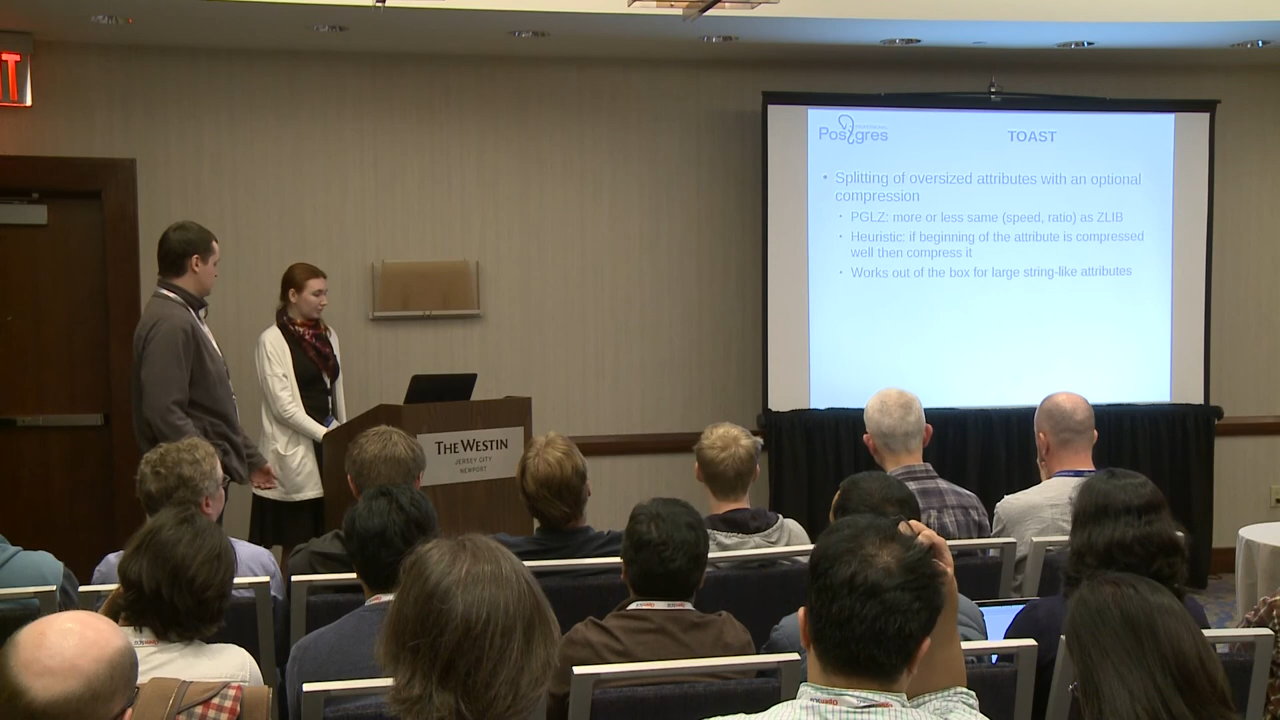 IT
Postgres
TOAST
• Splitting of oversized attributes with an optional
compression
• PGLZ: more or less same (speed, ratio) as ZLIB
• Heuristic: if beginning of the attribute is compressed
well then compress it
• Works out of the box for large string-like attributes
THE WESTIN
JERSEY CITY
NEWPORT